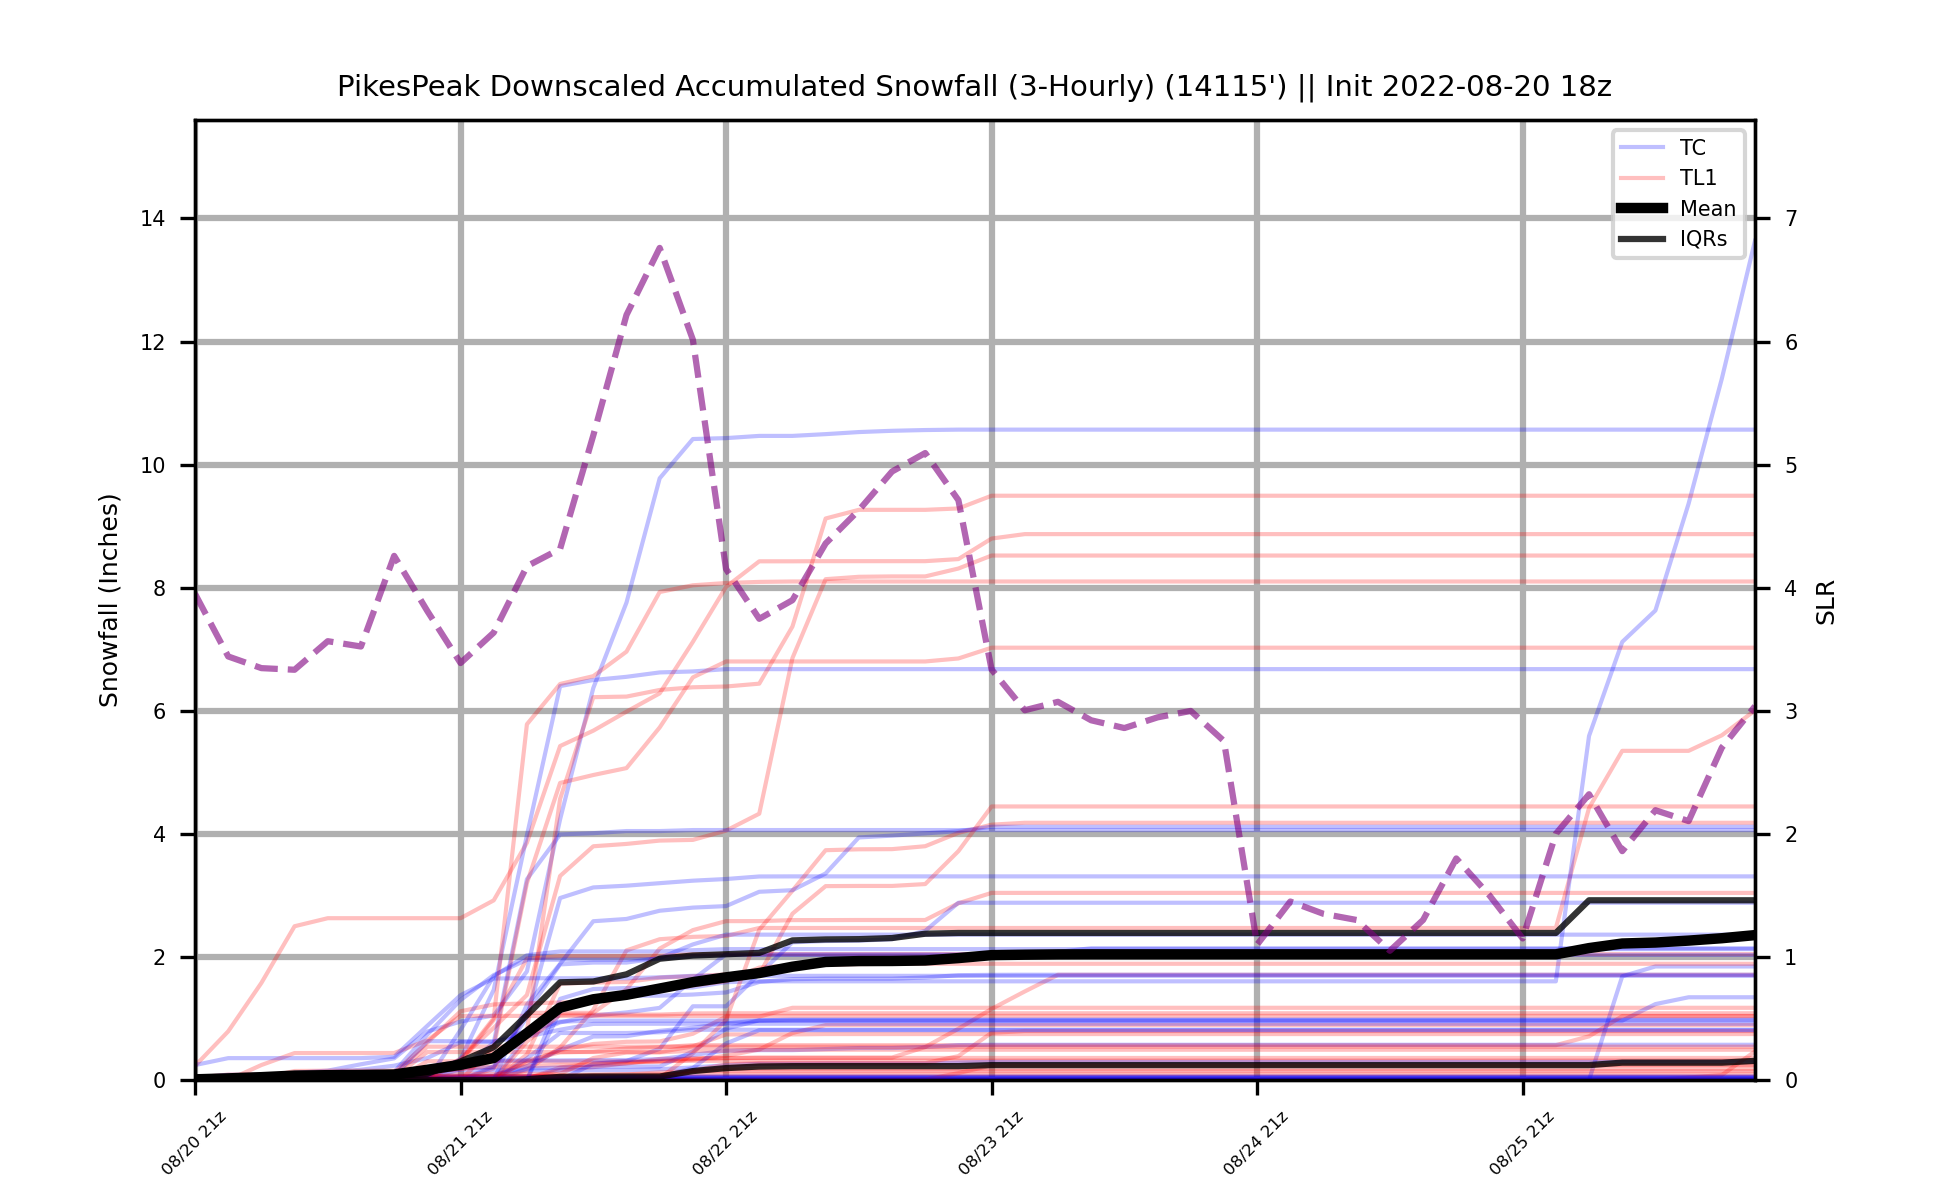 PikesPeak Downscaled Accumulated Snowfall (3-Hourly) (14115') || Init 2022-08-20 18z
TC
TL1
Mean
IQRs
Snowfall (Inches)
14
12
10
8
6
4
2
0
7
6
5
4
3
2
1
0
SLR
08/20 21z
08/21 21z
08/22 21z
08/23 21z
08/24 21z
08/25 21z